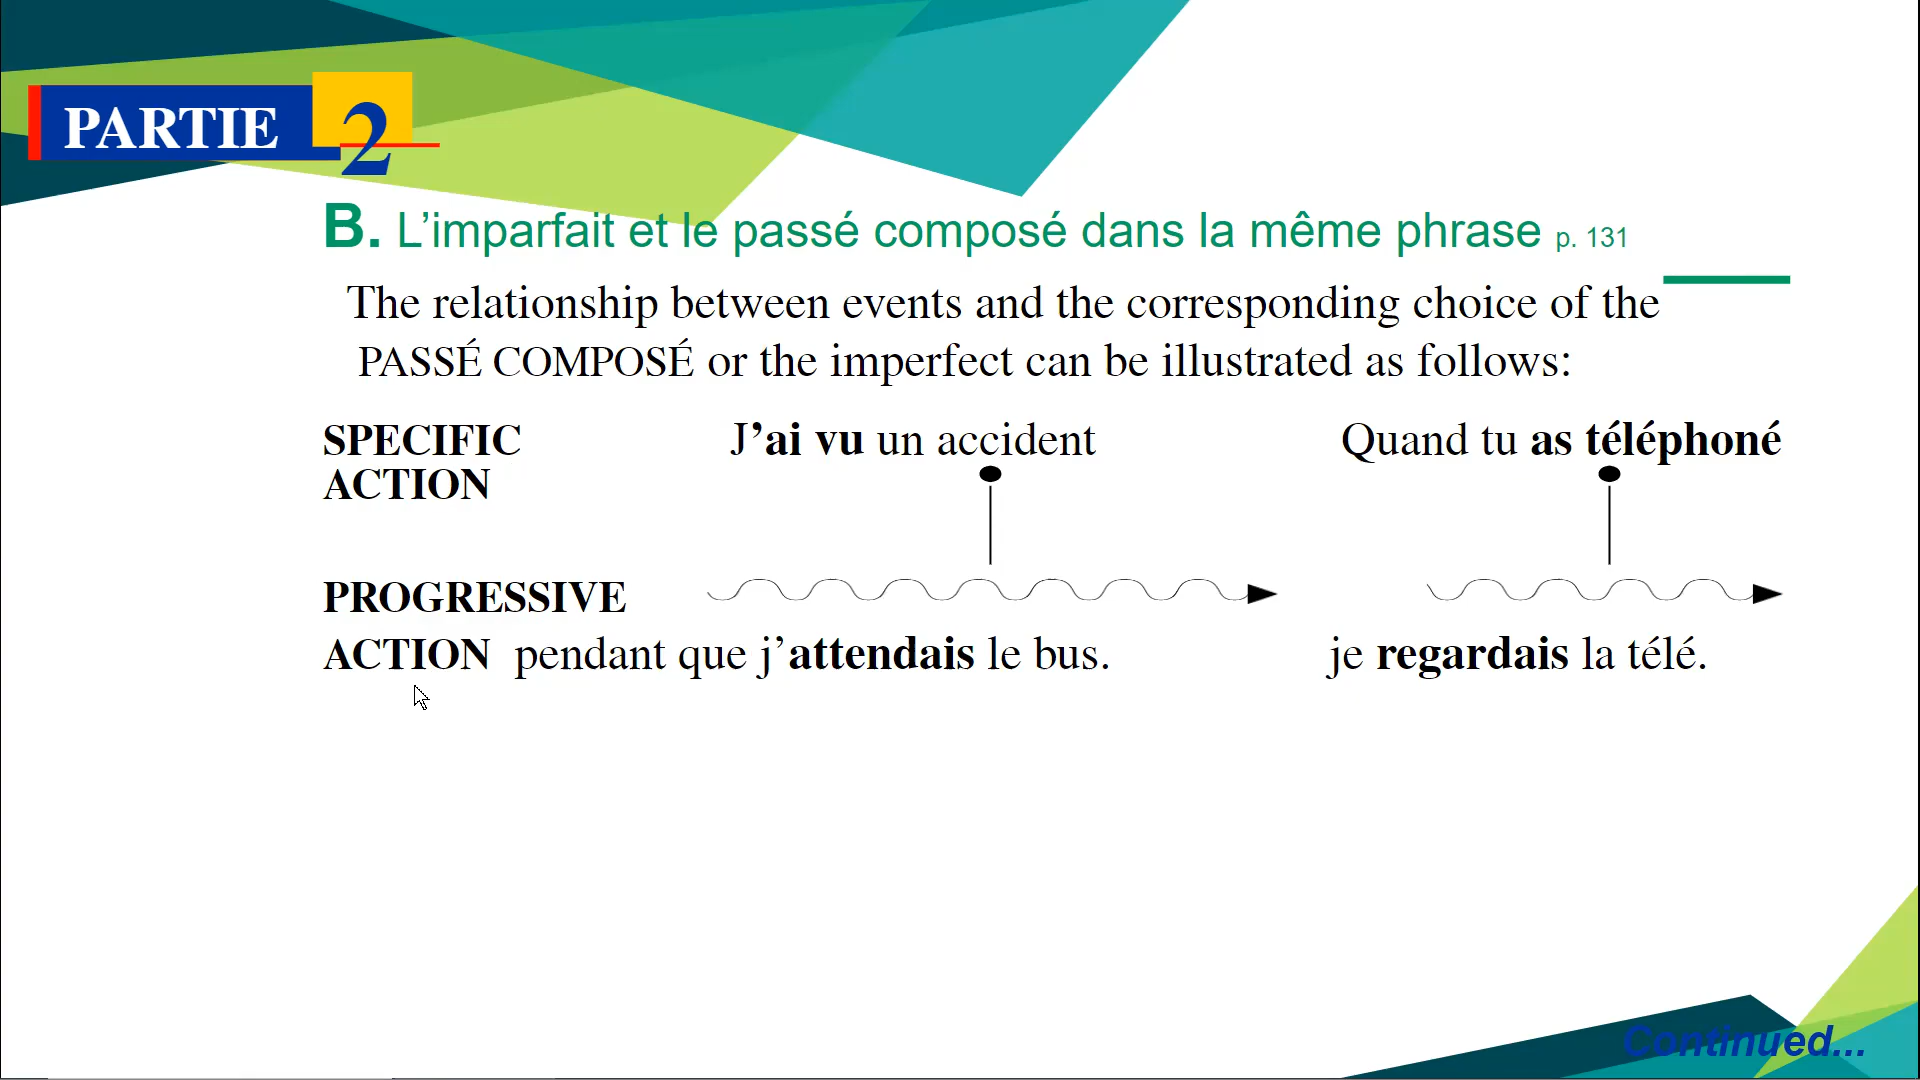 PARTIE 2
B. L’imparfait et le passé composé dans la même phrase p. 131
The relationship between events and the corresponding choice of the
PASSÉ COMPOSÉ or the imperfect can be illustrated as follows:
SPECIFIC ACTION
J’ai vu un accident
Quand tu as téléphoné
PROGRESSIVE
ACTION pendant que j’attendais le bus.
je regardais la télé.
Continued...